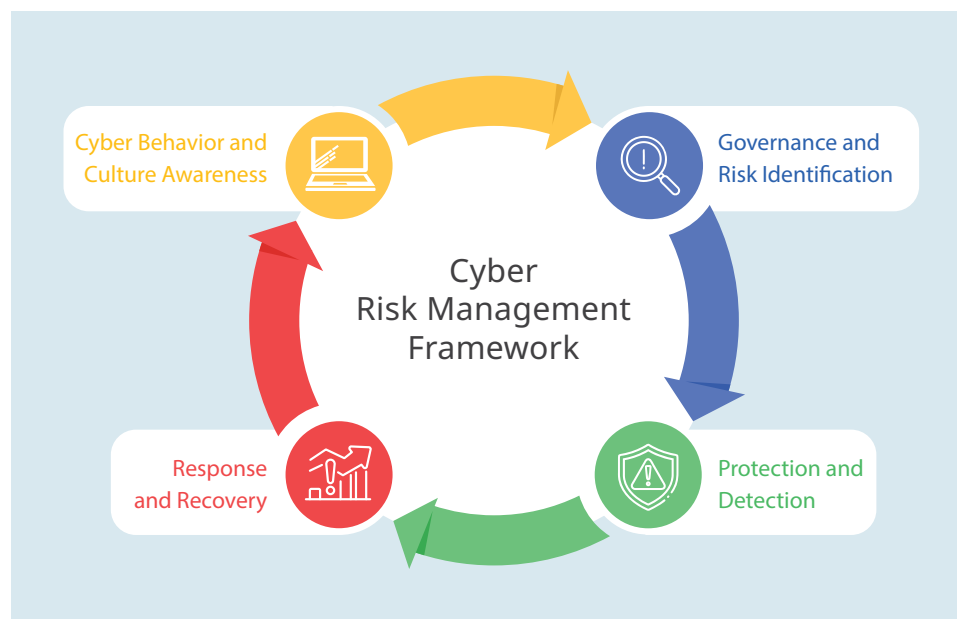 Cyber Behavior and
Culture Awareness
Governance and
Risk Identification
Cyber
Risk Management
Framework
Response
and Recovery
Protection and
Detection